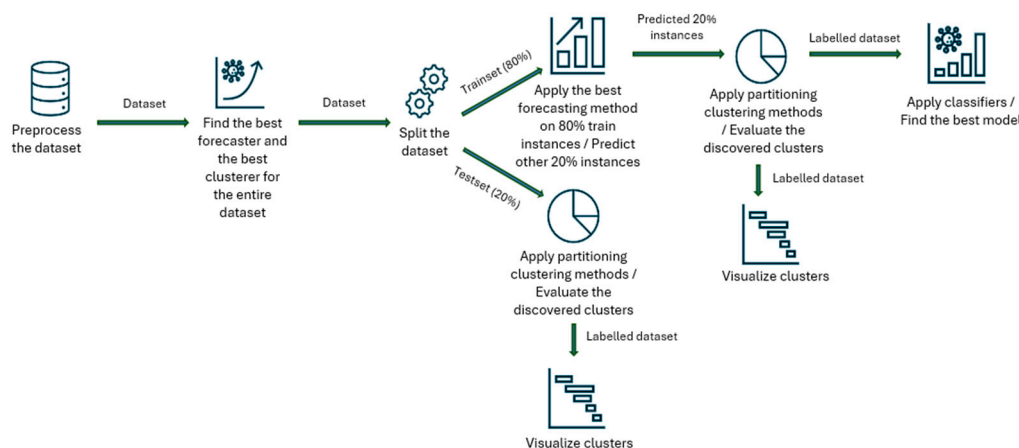 Preprocess
the dataset
Dataset
Find the best
forecaster and
the best
clusterer for
the entire
dataset
Dataset
Split the
dataset
Trainset (80%)
Testset (20%)
Apply the best
forecasting method
on 80% train
instances / Predict
other 20% instances
Predicted 20%
instances
Apply partitioning
clustering methods
/ Evaluate the
discovered clusters
Labelled dataset
Apply classifiers /
Find the best model
Labelled dataset
Visualize clusters
Apply partitioning
clustering methods /
Evaluate the
discovered clusters
Labelled dataset
Visualize clusters